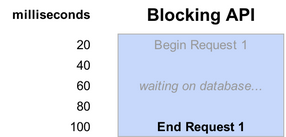 milliseconds Blocking API
20 Begin Request 1
40
60 waiting on database...
80
100 End Request 1